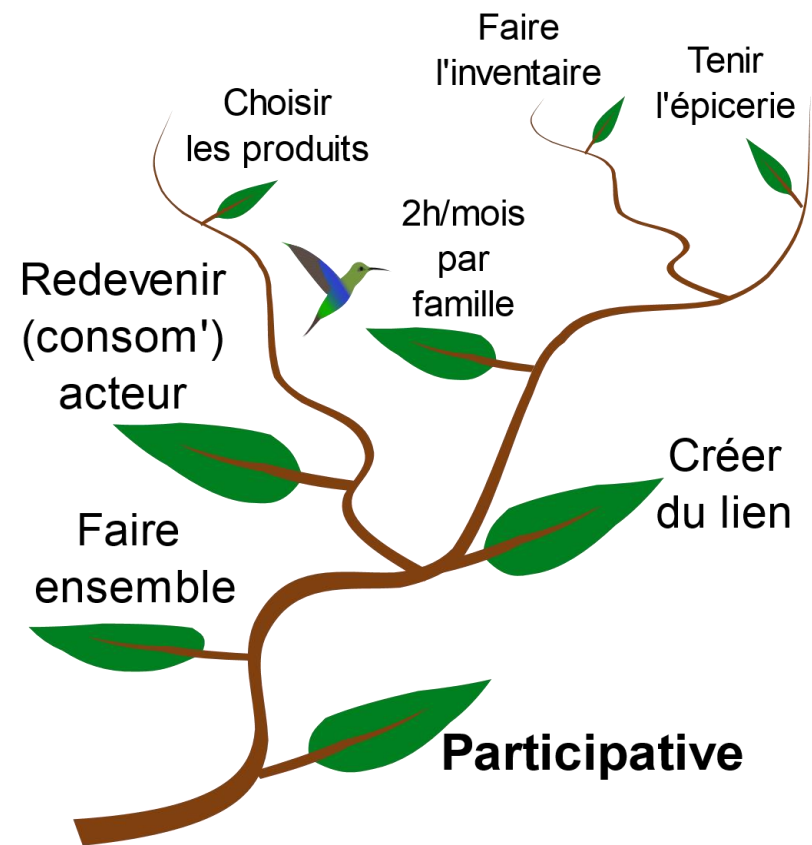 Faire
l'inventaire
Tenir
l'épicerie
Choisir
les produits
2h/mois
par
famille
Redevenir
(consom')
acteur
Créer
du lien
Faire
ensemble
Participative